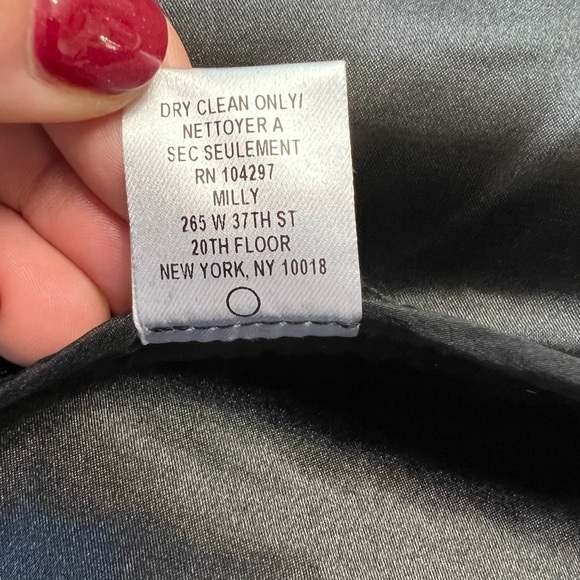 DRY CLEAN ONLY/
NETTOYER A
SEC SEULEMENT
RN 104297
MILLY
265 W 37TH ST
20TH FLOOR
NEW YORK, NY 10018